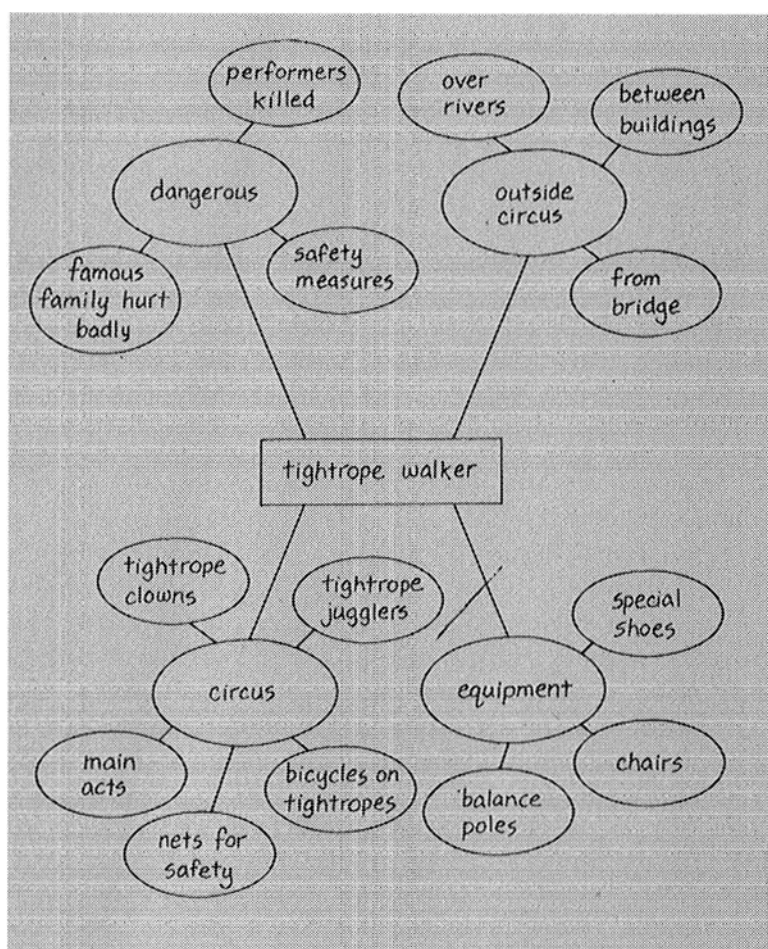 performers
killed
over
rivers
between
buildings
dangerous
outside
circus
famous
family hurt
badly
safety
measures
from
bridge
tightrope walker
tightrope
clowns
tightrope
jugglers
special
shoes
circus
equipment
main
acts
bicycles on
tightropes
chairs
balance
poles
nets for
safety